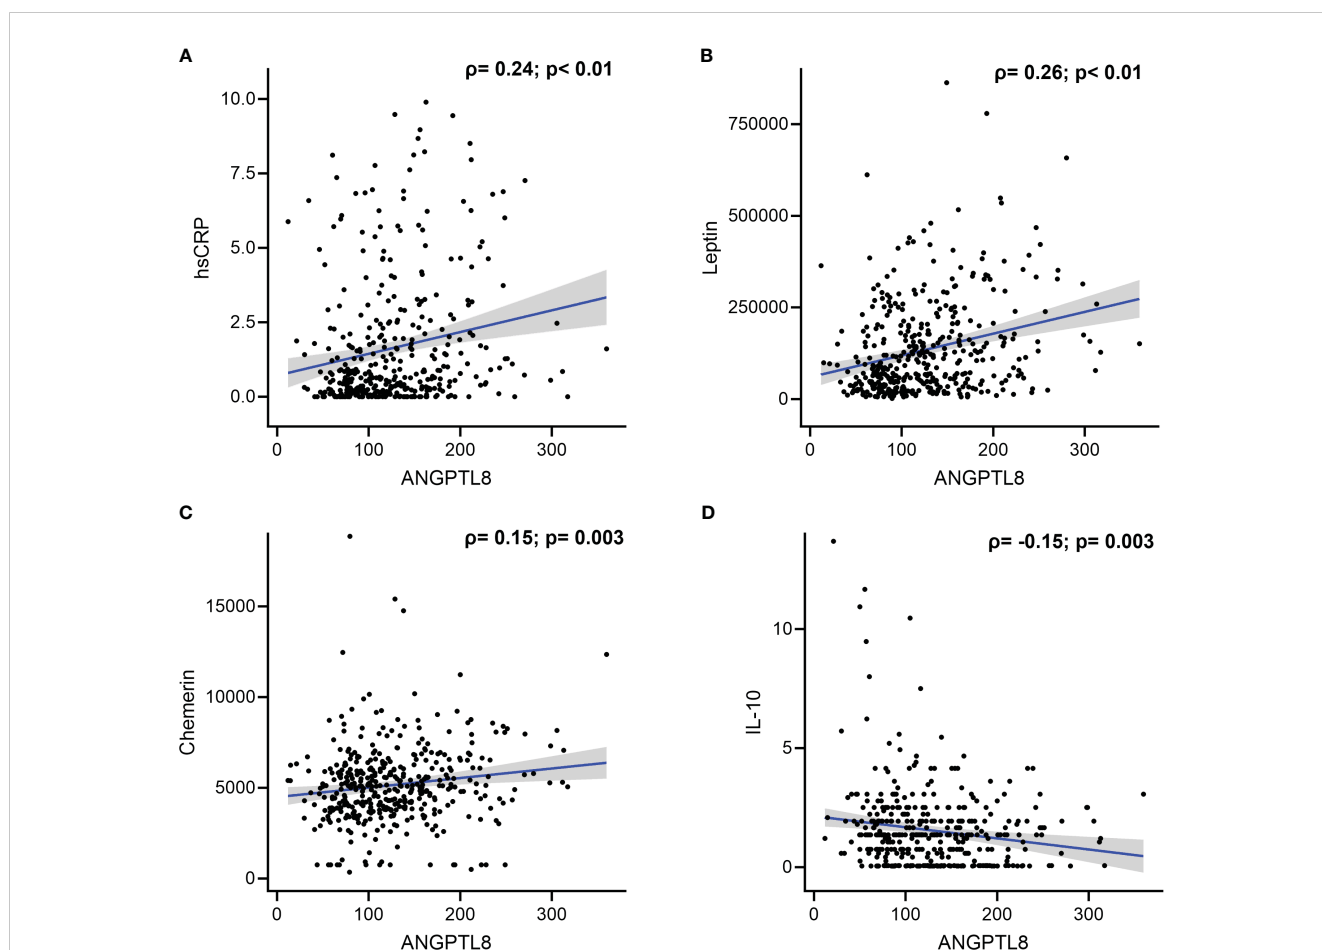 A
ρ= 0.24; p< 0.01
10.0
7.5
5.0
2.5
0.0
hsCRP
0 100 200 300
ANGPTL8
B
ρ= 0.26; p< 0.01
750000
500000
250000
0
Leptin
0 100 200 300
ANGPTL8
C
ρ= 0.15; p= 0.003
15000
10000
5000
0
Chemerin
0 100 200 300
ANGPTL8
D
ρ= -0.15; p= 0.003
10
5
0
IL-10
0 100 200 300
ANGPTL8